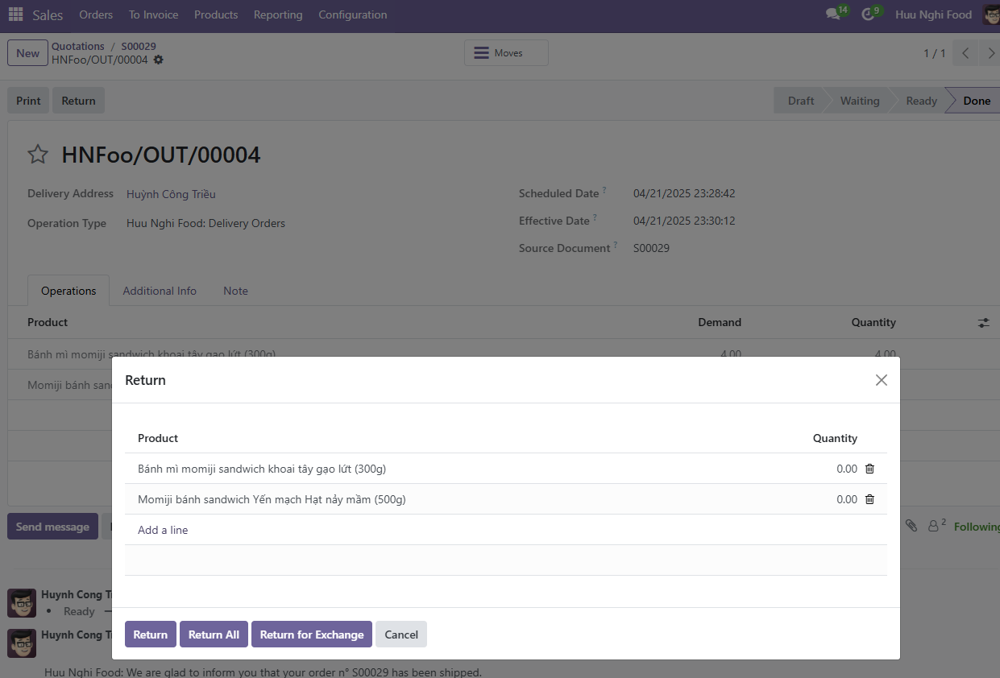 Sales Orders To Invoice Products Reporting Configuration 14 9 Huu Nghi Food
New Quotations / S00029
HNFoo/OUT/00004
Moves
1 / 1
Print Return Draft Waiting Ready Done
HNFoo/OUT/00004
Delivery Address Huỳnh Công Triều
Operation Type Huu Nghi Food: Delivery Orders
Scheduled Date ? 04/21/2025 23:28:42
Effective Date ? 04/21/2025 23:30:12
Source Document ? S00029
Operations Additional Info Note
Product Demand Quantity
Bánh mì momiji sandwich khoai tây gạo lứt (300g) 4.00 4.00
Momiji bánh
Return
Product Quantity
Bánh mì momiji sandwich khoai tây gạo lứt (300g) 0.00
Momiji bánh sandwich Yến mạch Hạt nảy mầm (500g) 0.00
Add a line
Return Return All Return for Exchange Cancel
Send message
2 Following
Huynh Cong
• Ready
Huynh Cong
Huu Nghi Food: We are glad to inform you that your order n° S00029 has been shipped.